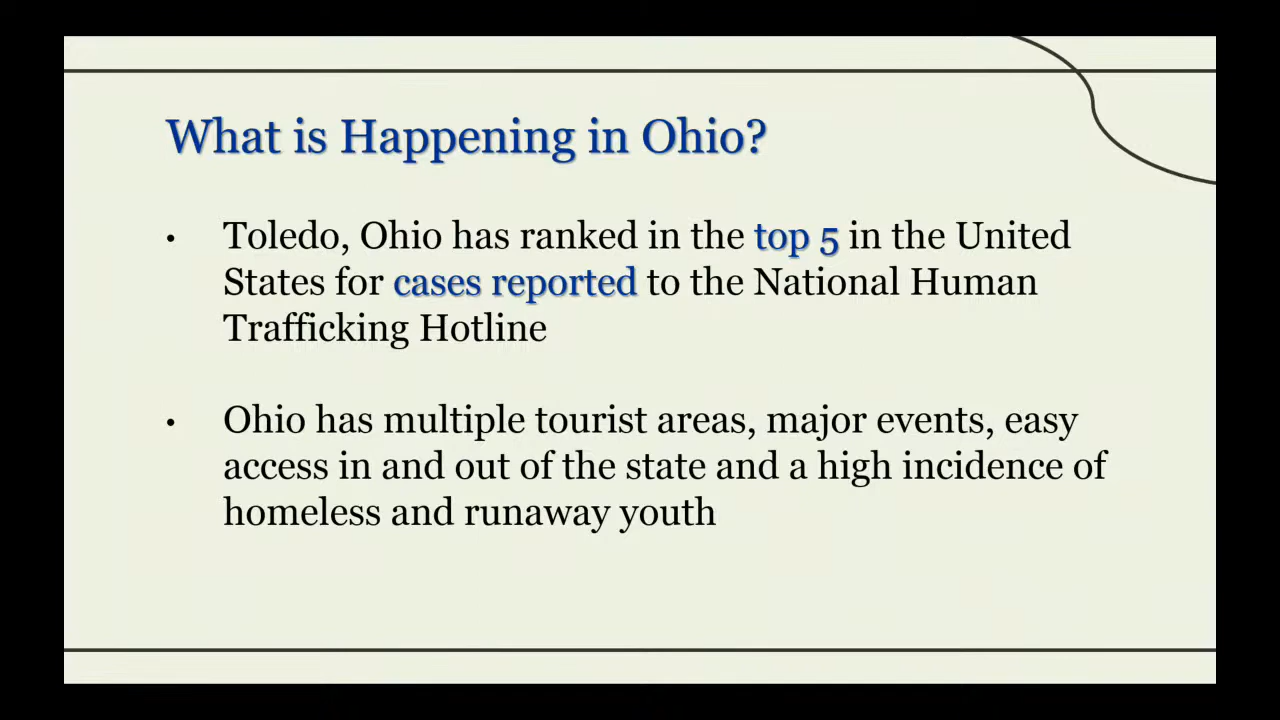 What is Happening in Ohio?
• Toledo, Ohio has ranked in the top 5 in the United
States for cases reported to the National Human
Trafficking Hotline
• Ohio has multiple tourist areas, major events, easy
access in and out of the state and a high incidence of
homeless and runaway youth